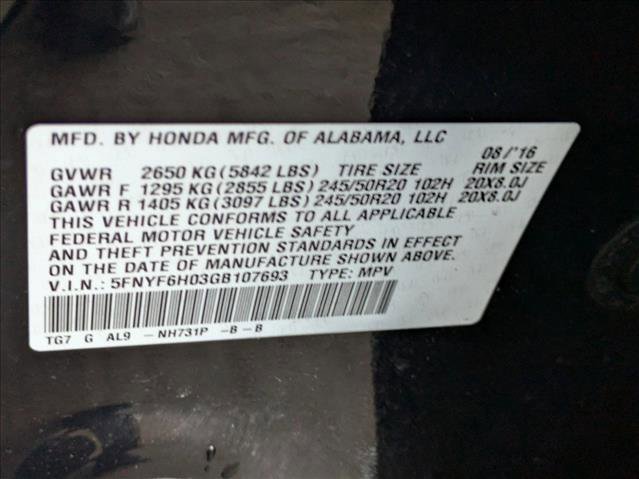 MFD. BY HONDA MFG. OF ALABAMA, LLC
08/'16
GVWR 2650 KG (5842 LBS) TIRE SIZE RIM SIZE
GAWR F 1295 KG (2855 LBS) 245/50R20 102H 20X8.0J
GAWR R 1405 KG (3097 LBS) 245/50R20 102H 20X8.0J
THIS VEHICLE CONFORMS TO ALL APPLICABLE
FEDERAL MOTOR VEHICLE SAFETY
AND THEFT PREVENTION STANDARDS IN EFFECT
ON THE DATE OF MANUFACTURE SHOWN ABOVE.
V.I.N.: 5FNYF6H03GB107693 TYPE: MPV
TG7 G AL9 -NH731P -B-B